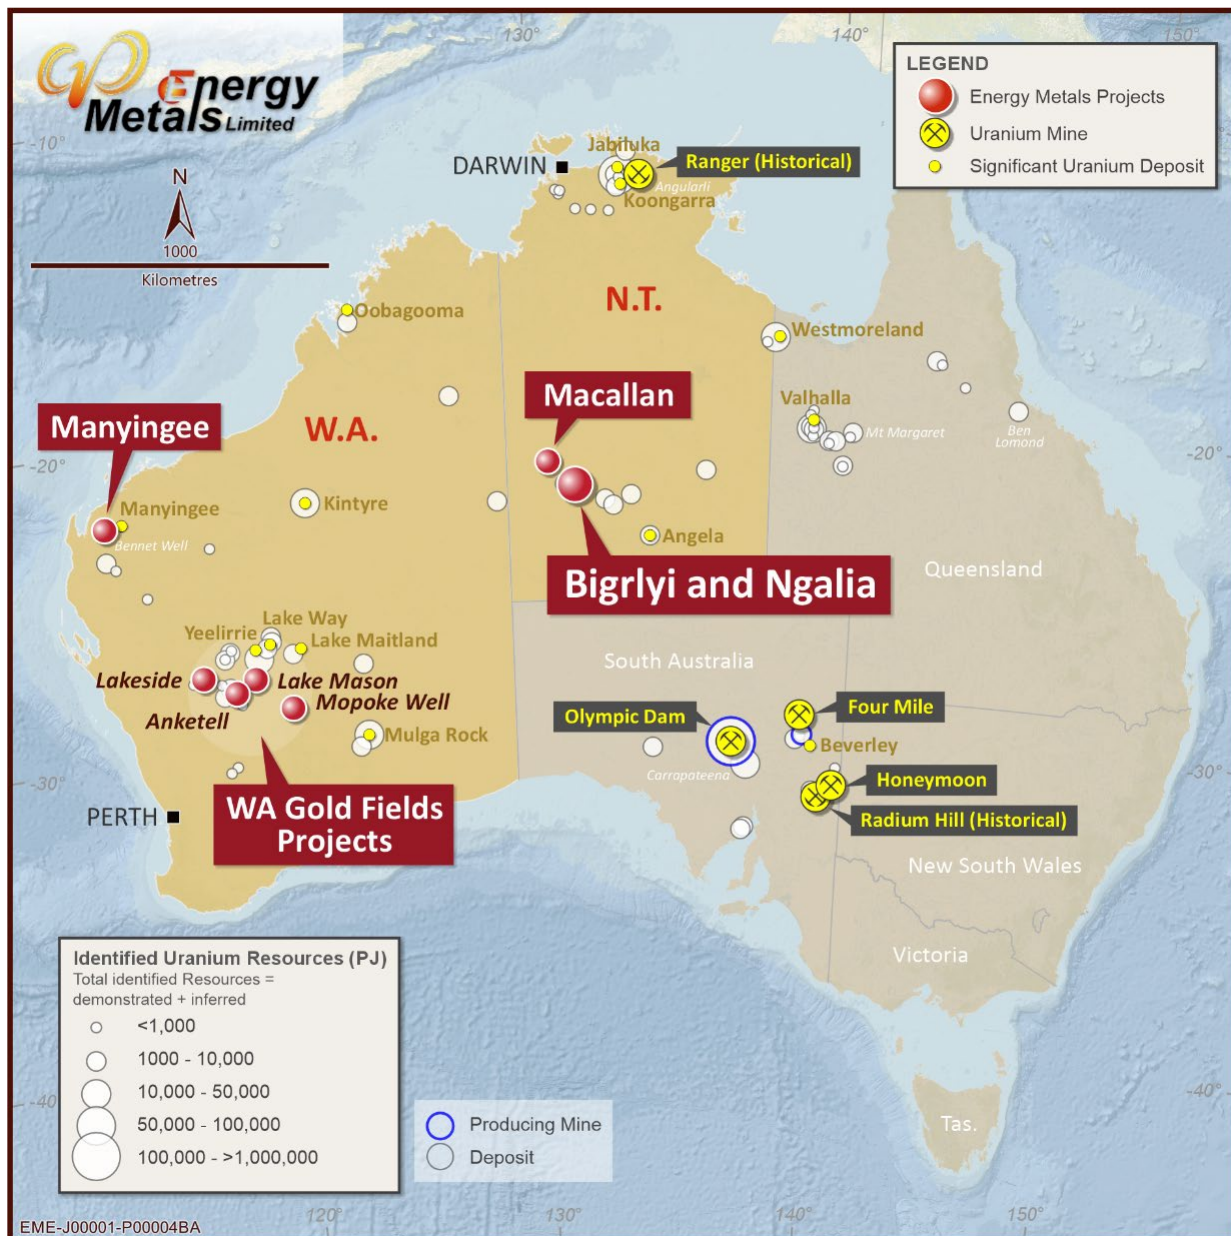 Energy
Metals Limited
130°
140°
150°
LEGEND
Energy Metals Projects
Uranium Mine
Significant Uranium Deposit
-10°
-10°
N
1000
Kilometres
DARWIN
Jabiluka
Ranger (Historical)
Angularli
Koongarra
N.T.
Oobagooma
Westmoreland
Macallan
Manyingee
W.A.
Valhalla
Mt Margaret
Ben
Lomond
-20°
-20°
Manyingee
Kintyre
Bennet Well
Angela
Bigrlyi and Ngalia
Queensland
Lake Way
Yeelirrie
Lake Maitland
South Australia
Lakeside
Lake Mason
Mopoke Well
Anketell
Mulga Rock
Olympic Dam
Four Mile
Beverley
Carrapateena
-30°
-30°
Honeymoon
Radium Hill (Historical)
PERTH
WA Gold Fields
Projects
New South Wales
Victoria
Identified Uranium Resources (PJ)
Total identified Resources =
demonstrated + inferred
<1,000
1000 - 10,000
10,000 - 50,000
50,000 - 100,000
100,000 - >1,000,000
Producing Mine
Deposit
-40
-40°
Tas.
120°
130°
140°
150°
EME-J00001-P00004BA